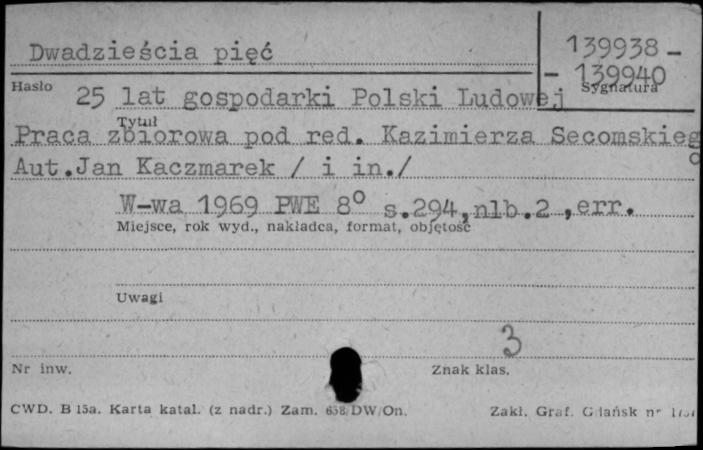 Dwadzieścia pięć
139938 -
- 139940
Hasło
Sygnatura
25 lat gospodarki Polski Ludowej
Tytuł
Praca zbiorowa pod red. Kazimierza Secomskieg
o
Aut.Jan Kaczmarek / i in./
W-wa 1969 PWE 8° s.294,nlb.2 ,err.
Miejsce, rok wyd., nakładca, format, objętość
Uwagi
3
Nr inw.
Znak klas.
CWD. B 15a. Karta katal. (z nadr.) Zam. 638/DW/On.
Zakł. Graf. Gdańsk nr